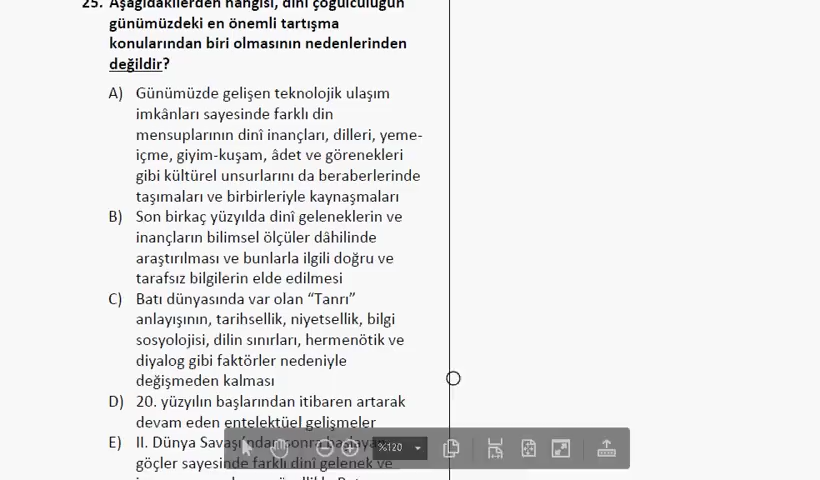 25. Aşağıdakilerden hangisi, dinî çoğulculuğun
günümüzdeki en önemli tartışma
konularından biri olmasının nedenlerinden
değildir?
A) Günümüzde gelişen teknolojik ulaşım
imkânları sayesinde farklı din
mensuplarının dinî inançları, dilleri, yeme-
içme, giyim-kuşam, âdet ve görenekleri
gibi kültürel unsurlarını da beraberlerinde
taşımaları ve birbirleriyle kaynaşmaları
B) Son birkaç yüzyılda dinî geleneklerin ve
inançların bilimsel ölçüler dâhilinde
araştırılması ve bunlarla ilgili doğru ve
tarafsız bilgilerin elde edilmesi
C) Batı dünyasında var olan “Tanrı”
anlayışının, tarihsellik, niyetsellik, bilgi
sosyolojisi, dilin sınırları, hermenötik ve
diyalog gibi faktörler nedeniyle
değişmeden kalması
D) 20. yüzyılın başlarından itibaren artarak
devam eden entelektüel gelişmeler
E) II. Dünya Savaşı’ndan sonra başlayan
göçler sayesinde farklı dinî gelenek ve
%120